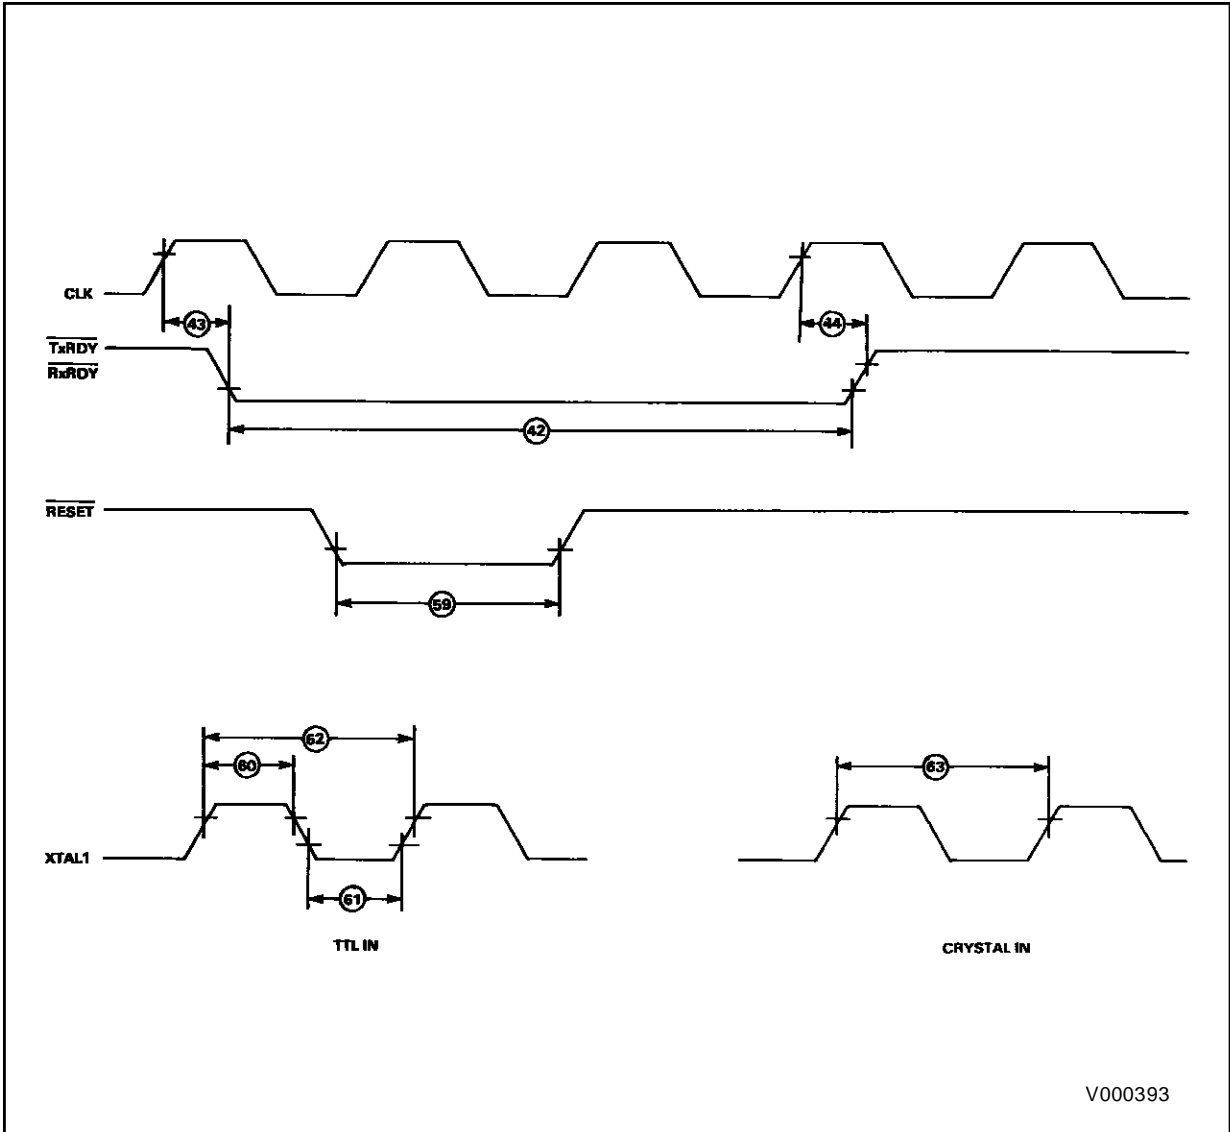 CLK
43
44
TxRDY
RxRDY
42
RESET
59
62
60
63
XTAL1
61
TTL IN
CRYSTAL IN
V000393